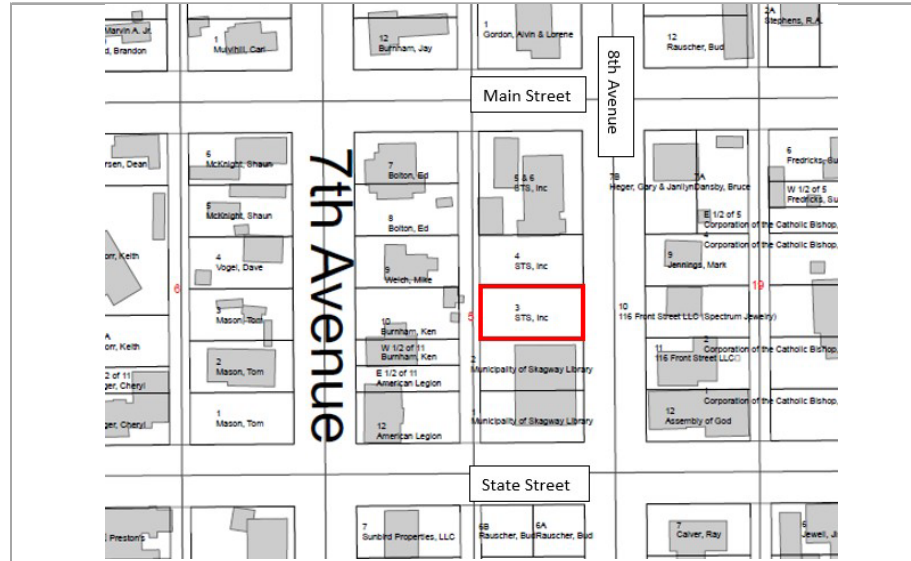 Marvin A. Jr.
d, Brandon
1
Mulvihill, Carl
12
Burnham, Jay
1
Gordon, Alvin & Lorene
12
Rauscher, Bud
2A
Stephens, R.A.
Main Street
8th Avenue
7th Avenue
rsen, Dean
5
McKnight, Shaun
5
McKnight, Shaun
4
Vogel, Dave
3
Mason, Tom
2
Mason, Tom
1
Mason, Tom
orr, Keith
6
A
orr, Keith
/2 of 11
ger, Cheryl
ger, Cheryl
7
Bolton, Ed
8
Bolton, Ed
9
Welch, Mike
10
Burnham, Ken
W 1/2 of 11
Burnham, Ken
E 1/2 of 11
American Legion
12
American Legion
5 & 6
STS, Inc
4
STS, Inc
5
3
STS, Inc
2
Municipality of Skagway Library
1
Municipality of Skagway Library
7B
Heger, Gary & Janilyn
7A
Dansby, Bruce
9
Jennings, Mark
10
116 Front Street LLC (Spectrum Jewelry)
11
116 Front Street LLC
12
Assembly of God
6
Fredricks, Su
W 1/2 of 5
Fredricks, Su
E 1/2 of 5
Corporation of the Catholic Bishop,
4
Corporation of the Catholic Bishop,
19
2
Corporation of the Catholic Bishop,
1
Corporation of the Catholic Bishop,
State Street
Preston's
7
Sunbird Properties, LLC
6B
Rauscher, Bud
6A
Rauscher, Bud
7
Calver, Ray
6
Jewell, Ji